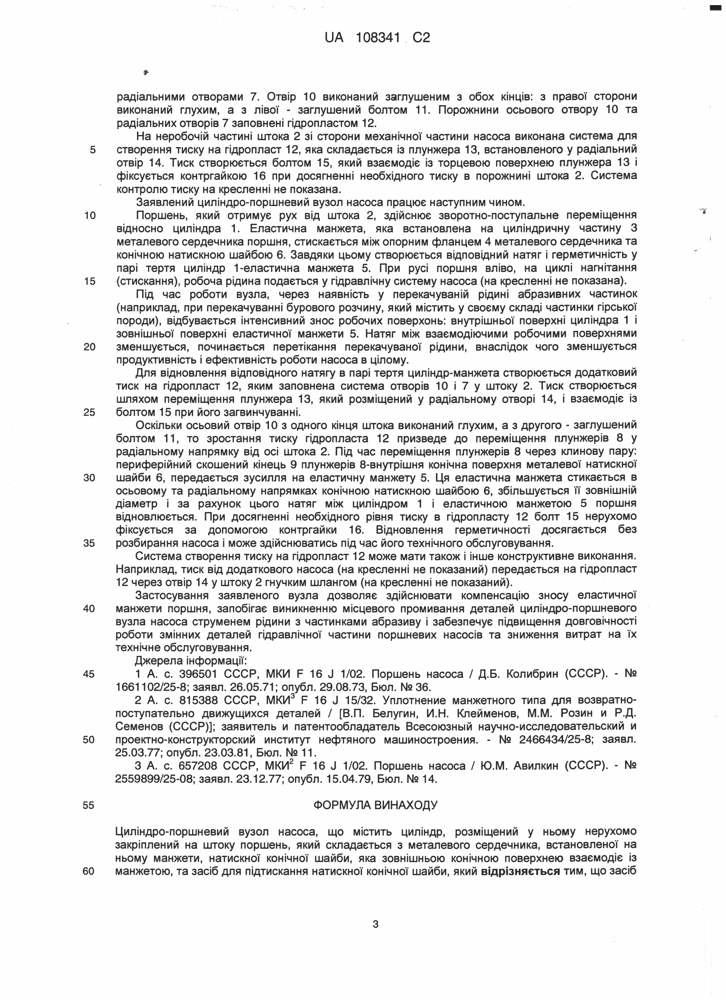 UA 108341 C2
радіальними отворами 7. Отвір 10 виконаний заглушеним з обох кінців: з правої сторони
виконаний глухим, а з лівої - заглушений болтом 11. Порожнини осьового отвору 10 та
радіальних отворів 7 заповнені гідропластом 12.
На неробочій частині штока 2 зі сторони механічної частини насоса виконана система для
5 створення тиску на гідропласт 12, яка складається із плунжера 13, встановленого у радіальний
отвір 14. Тиск створюється болтом 15, який взаємодіє із торцевою поверхнею плунжера 13 і
фіксується контргайкою 16 при досягненні необхідного тиску в порожнині штока 2. Система
контролю тиску на кресленні не показана.
Заявлений циліндро-поршневий вузол насоса працює наступним чином.
10 Поршень, який отримує рух від штока 2, здійснює зворотно-поступальне переміщення
відносно циліндра 1. Еластична манжета, яка встановлена на циліндричну частину 3
металевого сердечника поршня, стискається між опорним фланцем 4 металевого сердечника та
конічною натискною шайбою 6. Завдяки цьому створюється відповідний натяг і герметичність у
парі тертя циліндр 1-еластична манжета 5. При русі поршня вліво, на циклі нагнітання
15 (стискання), робоча рідина подається у гідравлічну систему насоса (на кресленні не показана).
Під час роботи вузла, через наявність у перекачуваній рідині абразивних частинок
(наприклад, при перекачуванні бурового розчину, який містить у своєму складі частинки гірської
породи), відбувається інтенсивний знос робочих поверхонь: внутрішньої поверхні циліндра 1 і
зовнішньої поверхні еластичної манжети 5. Натяг між взаємодіючими робочими поверхнями
20 зменшується, починається перетікання перекачуваної рідини, внаслідок чого зменшується
продуктивність і ефективність роботи насоса в цілому.
Для відновлення відповідного натягу в парі тертя циліндр-манжета створюється додатковий
тиск на гідропласт 12, яким заповнена система отворів 10 і 7 у штоку 2. Тиск створюється
шляхом переміщення плунжера 13, який розміщений у радіальному отворі 14, і взаємодіє із
25 болтом 15 при його загвинчуванні.
Оскільки осьовий отвір 10 з одного кінця штока виконаний глухим, а з другого - заглушений
болтом 11, то зростання тиску гідропласта 12 призведе до переміщення плунжерів 8 у
радіальному напрямку від осі штока 2. Під час переміщення плунжерів 8 через клинову пару:
периферійний скошений кінець 9 плунжерів 8-внутрішня конічна поверхня металевої натискної
30 шайби 6, передається зусилля на еластичну манжету 5. Ця еластична манжета стикається в
осьовому та радіальному напрямках конічною натискною шайбою 6, збільшується її зовнішній
діаметр і за рахунок цього натяг між циліндром 1 і еластичною манжетою 5 поршня
відновлюється. При досягненні необхідного рівня тиску в гідропласту 12 болт 15 нерухомо
фіксується за допомогою контргайки 16. Відновлення герметичності досягається без
35 розбирання насоса і може здійснюватись під час його технічного обслуговування.
Система створення тиску на гідропласт 12 може мати також і інше конструктивне виконання.
Наприклад, тиск від додаткового насоса (на кресленні не показаний) передається на гідропласт
12 через отвір 14 у штоку 2 гнучким шлангом (на кресленні не показаний).
Застосування заявленого вузла дозволяє здійснювати компенсацію зносу еластичної
40 манжети поршня, запобігає виникненню місцевого промивання деталей циліндро-поршневого
вузла насоса струменем рідини з частинками абразиву і забезпечує підвищення довговічності
роботи змінних деталей гідравлічної частини поршневих насосів та зниження витрат на їх
технічне обслуговування.
Джерела інформації:
45 1 А. с. 396501 СССР, МКИ F 16 J 1/02. Поршень насоса / Д.Б. Колибрин (СССР). - №
1661102/25-8; заявл. 26.05.71; опубл. 29.08.73, Бюл. № 36.
2 А. с. 815388 СССР, МКИ³ F 16 J 15/32. Уплотнение манжетного типа для возвратно-
поступательно движущихся деталей / [В.П. Белугин, И.Н. Клейменов, М.М. Розин и Р.Д.
Семенов (СССР)]; заявитель и патентообладатель Всесоюзный научно-исследовательский и
50 проектно-конструкторский институт нефтяного машиностроения. - № 2466434/25-8; заявл.
25.03.77; опубл. 23.03.81, Бюл. № 11.
3 А. с. 657208 СССР, МКИ² F 16 J 1/02. Поршень насоса / Ю.М. Авилкин (СССР). - №
2559899/25-08; заявл. 23.12.77; опубл. 15.04.79, Бюл. № 14.
55 ФОРМУЛА ВИНАХОДУ
Циліндро-поршневий вузол насоса, що містить циліндр, розміщений у ньому нерухомо
закріплений на штоку поршень, який складається з металевого сердечника, встановленої на
ньому манжети, натискної конічної шайби, яка зовнішньою конічною поверхнею взаємодіє із
60 манжетою, та засіб для підтискання натискної конічної шайби, який відрізняється тим, що засіб
3